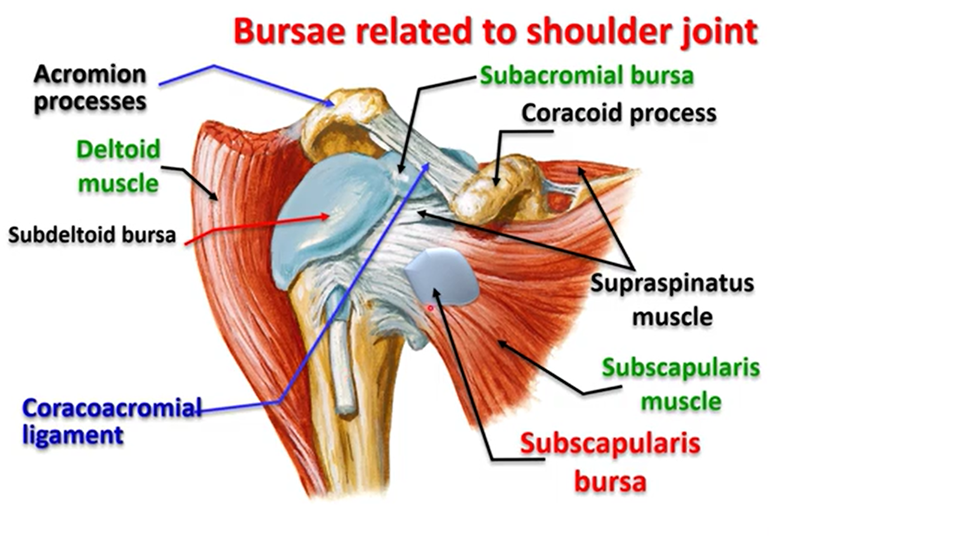 Bursae related to shoulder joint
Acromion
processes
Subacromial bursa
Coracoid process
Deltoid
muscle
Subdeltoid bursa
Supraspinatus
muscle
Subscapularis
muscle
Coracoacromial
ligament
Subscapularis
bursa